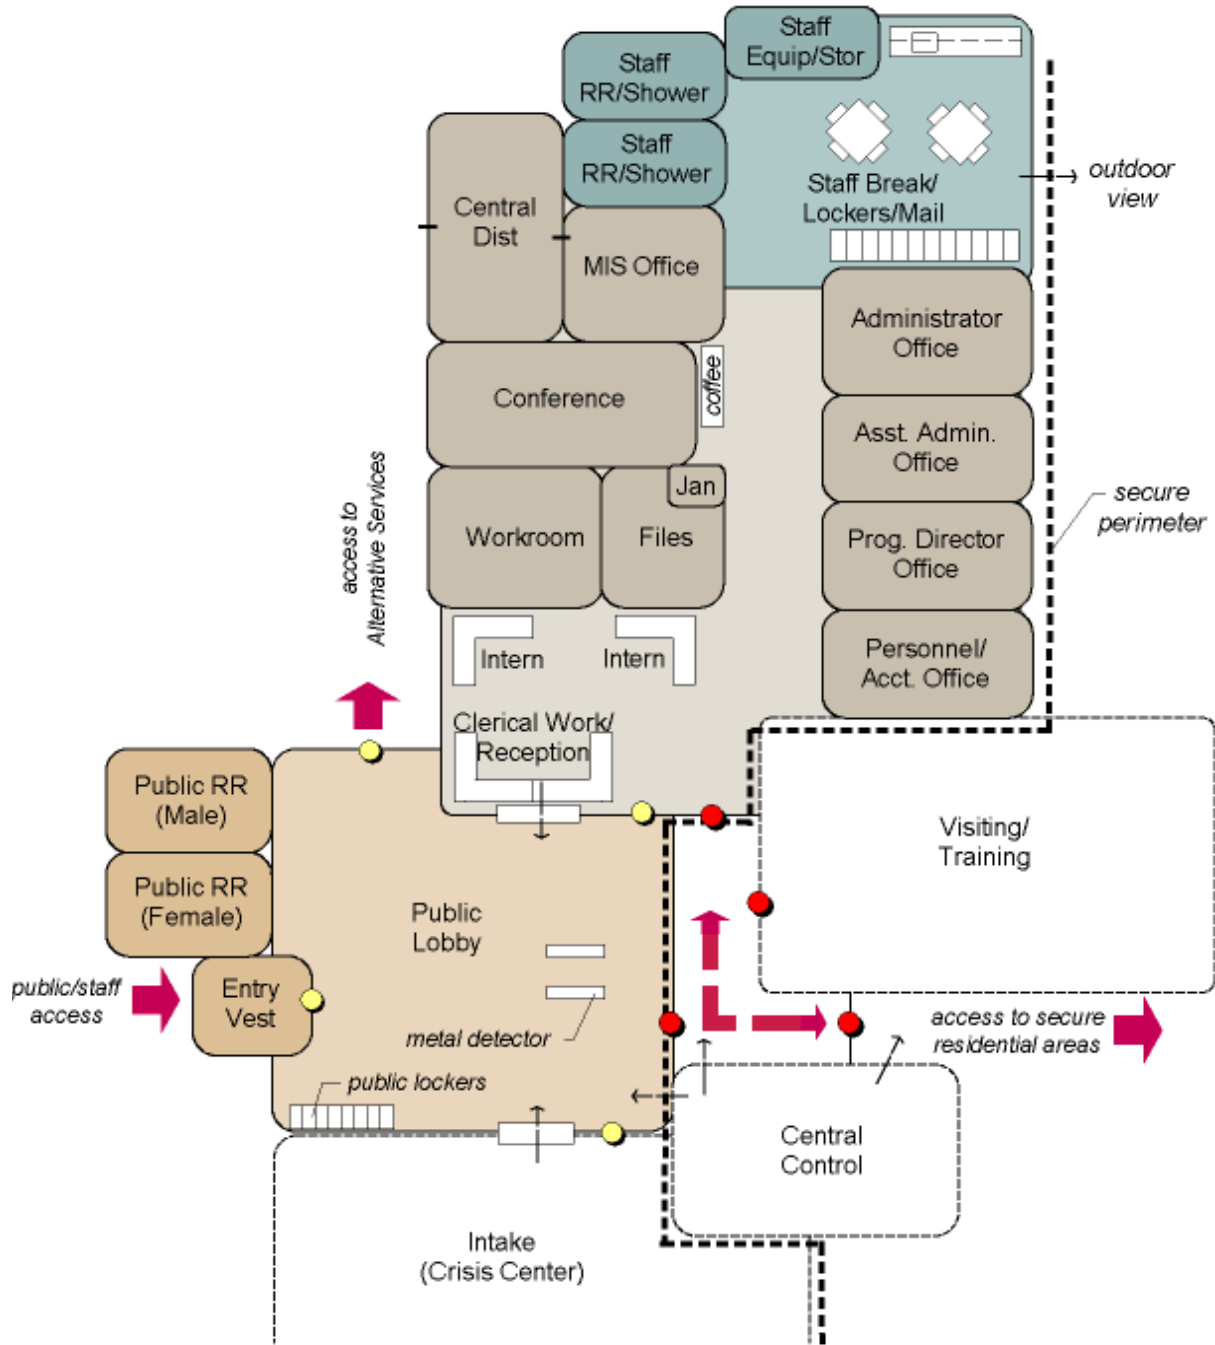 Staff
Equip/Stor
Staff
RR/Shower
Staff
RR/Shower
Staff Break/
Lockers/Mail
outdoor
view
Central
Dist
MIS Office
Administrator
Office
Conference
coffee
Asst. Admin.
Office
Jan
secure
perimeter
access to
Alternative Services
Workroom
Files
Prog. Director
Office
Intern
Intern
Personnel/
Acct. Office
Clerical Work/
Reception
Public RR
(Male)
Visiting/
Training
Public RR
(Female)
Public
Lobby
public/staff
access
Entry
Vest
metal detector
access to secure
residential areas
public lockers
Central
Control
Intake
(Crisis Center)